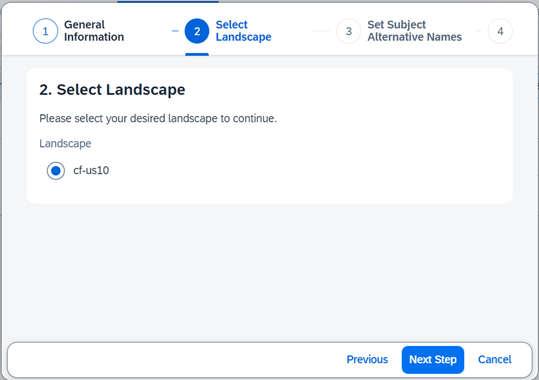 1
General
Information
2
Select
Landscape
3
Set Subject
Alternative Names
4
2. Select Landscape
Please select your desired landscape to continue.
Landscape
cf-us10
Previous
Next Step
Cancel